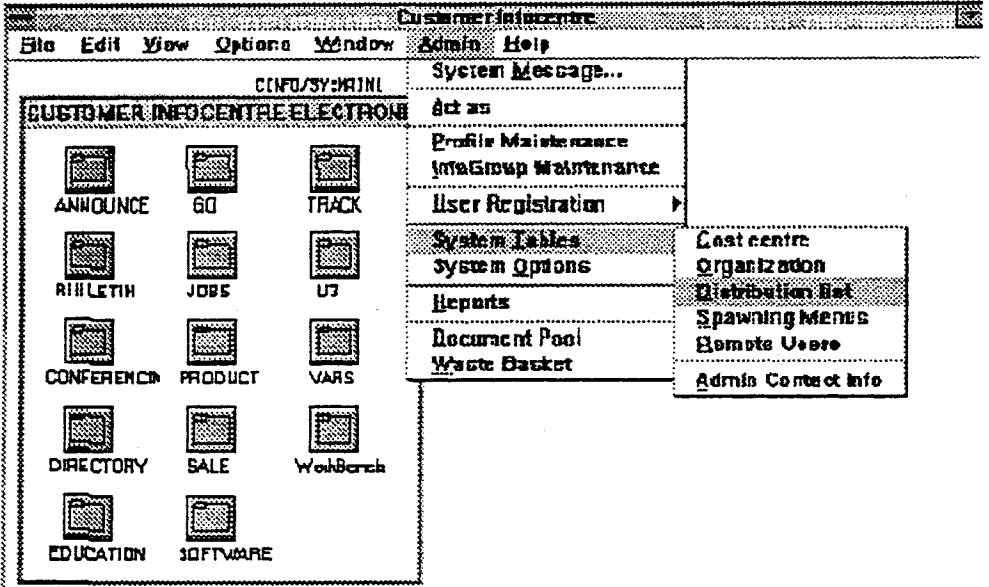 Customer Infocentre
File Edit View Options Window Admin Help
CINFO/SY:MAIN1
CUSTOMER INFOCENTRE ELECTRONI
ANNOUNCE GO TRACK
BULLETIN JOBS U3
CONFERENCIN PRODUCT VARS
DIRECTORY SALE WorkBench
EDUCATION SOFTWARE
System Message...
Act as
Profile Maintenance
InfoGroup Maintenance
User Registration
System Tables
System Options
Reports
Document Pool
Waste Basket
Cost centre
Organization
Distribution list
Spawning Menus
Remote Users
Admin Contact Info